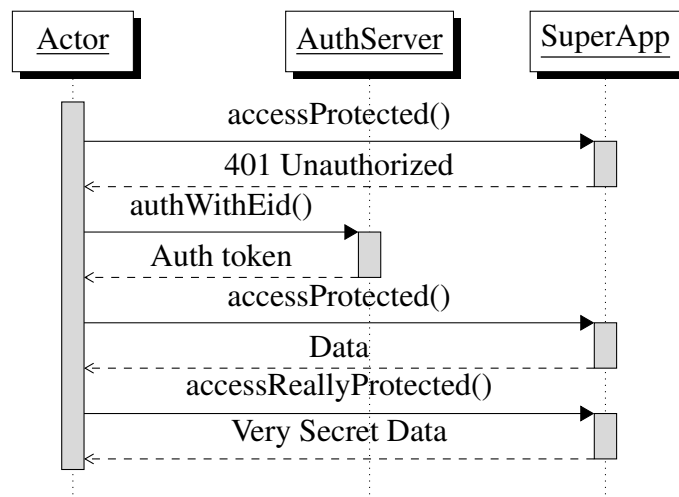 Actor
AuthServer
SuperApp
accessProtected()
401 Unauthorized
authWithEid()
Auth token
accessProtected()
Data
accessReallyProtected()
Very Secret Data